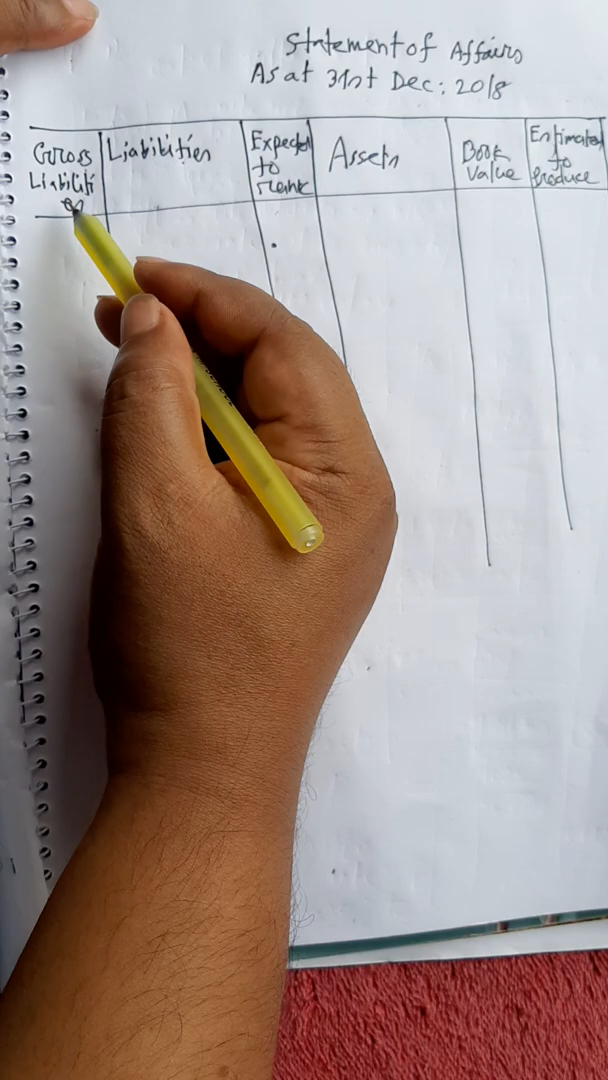 Statement of Affairs
As at 31st Dec: 2018
Gross
Liabiliti
es
Liabilities
Expected
to
rank
Assets
Book
Value
Estimated
to
produce